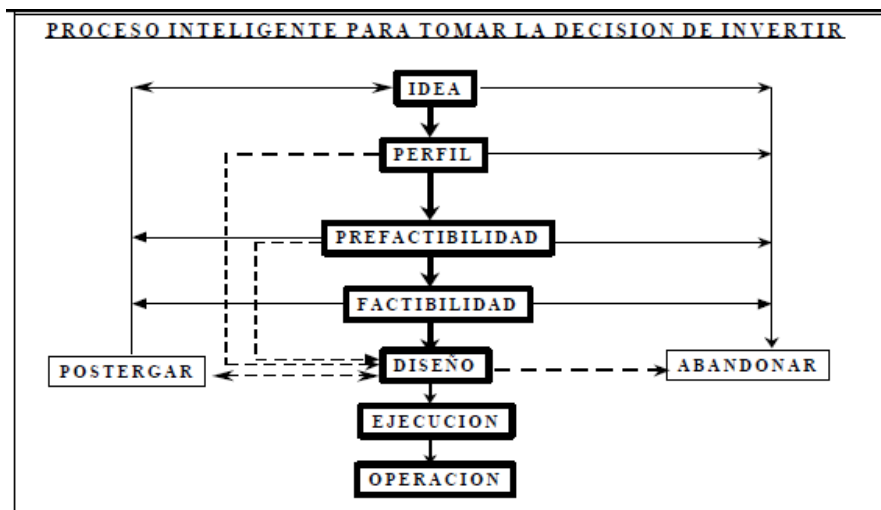 PROCESO INTELIGENTE PARA TOMAR LA DECISION DE INVERTIR
IDEA
PERFIL
PREFACTIBILIDAD
FACTIBILIDAD
POSTERGAR
DISEÑO
ABANDONAR
EJECUCION
OPERACION